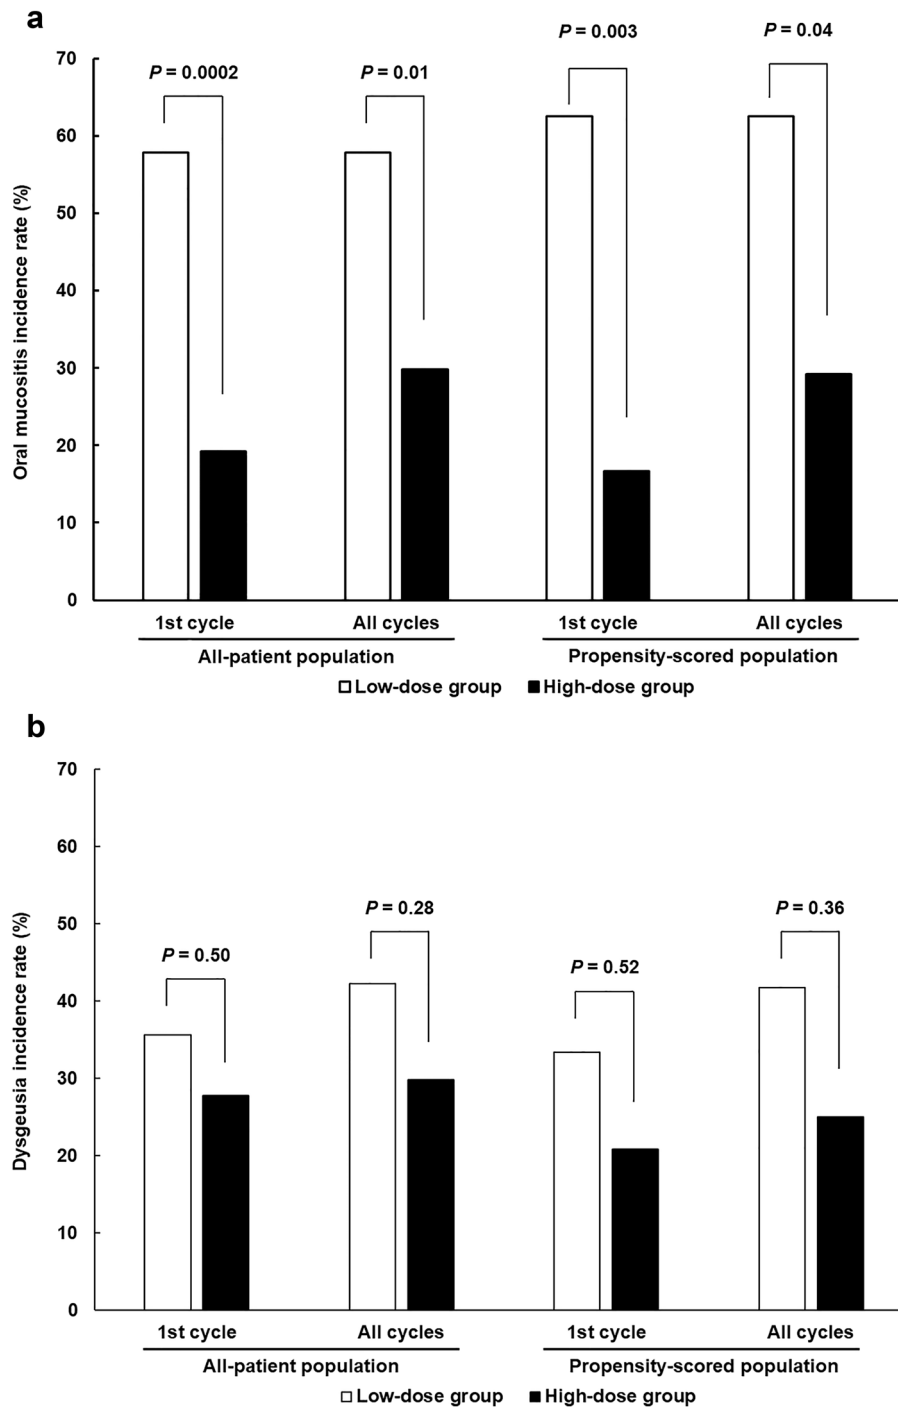 a
P = 0.0002
P = 0.01
P = 0.003
P = 0.04
Oral mucositis incidence rate (%)
70
60
50
40
30
20
10
0
1st cycle
All cycles
1st cycle
All cycles
All-patient population
Propensity-scored population
Low-dose group
High-dose group
b
P = 0.50
P = 0.28
P = 0.52
P = 0.36
Dysgeusia incidence rate (%)
70
60
50
40
30
20
10
0
1st cycle
All cycles
1st cycle
All cycles
All-patient population
Propensity-scored population
Low-dose group
High-dose group